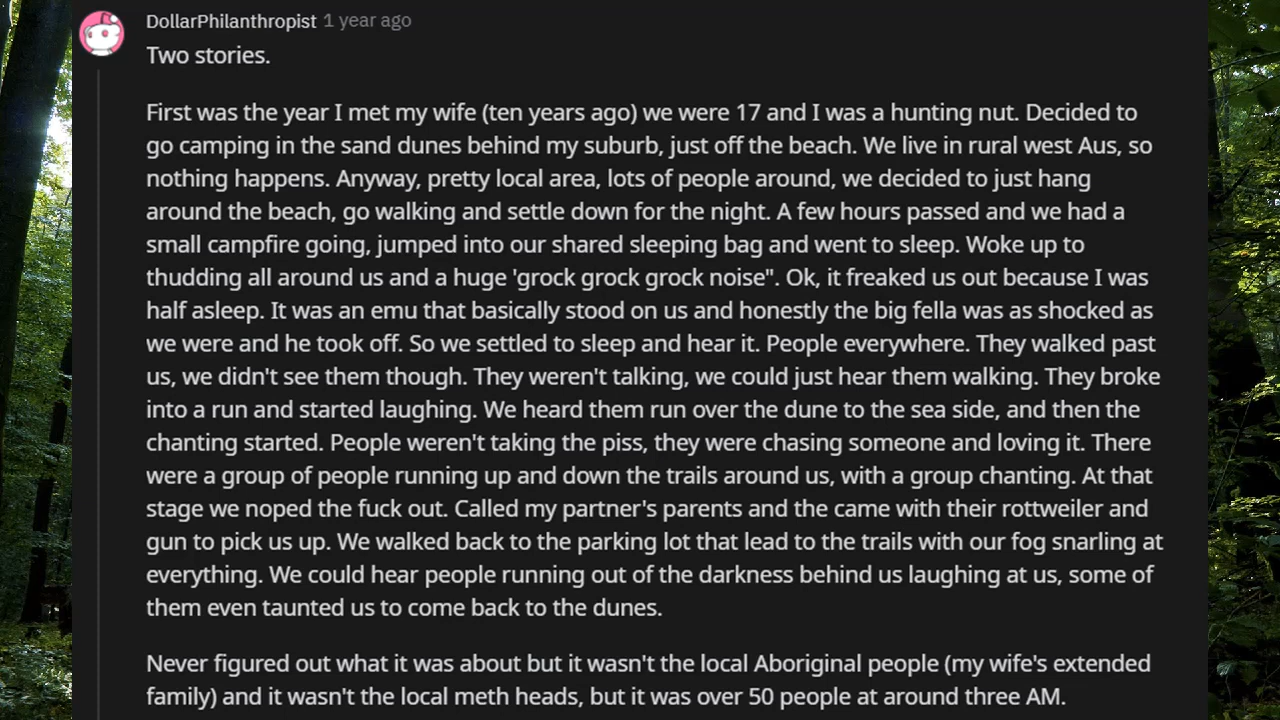 DollarPhilanthropist 1 year ago
Two stories.
First was the year I met my wife (ten years ago) we were 17 and I was a hunting nut. Decided to
go camping in the sand dunes behind my suburb, just off the beach. We live in rural west Aus, so
nothing happens. Anyway, pretty local area, lots of people around, we decided to just hang
around the beach, go walking and settle down for the night. A few hours passed and we had a
small campfire going, jumped into our shared sleeping bag and went to sleep. Woke up to
thudding all around us and a huge 'grock grock grock noise". Ok, it freaked us out because I was
half asleep. It was an emu that basically stood on us and honestly the big fella was as shocked as
we were and he took off. So we settled to sleep and hear it. People everywhere. They walked past
us, we didn't see them though. They weren't talking, we could just hear them walking. They broke
into a run and started laughing. We heard them run over the dune to the sea side, and then the
chanting started. People weren't taking the piss, they were chasing someone and loving it. There
were a group of people running up and down the trails around us, with a group chanting. At that
stage we noped the fuck out. Called my partner's parents and the came with their rottweiler and
gun to pick us up. We walked back to the parking lot that lead to the trails with our fog snarling at
everything. We could hear people running out of the darkness behind us laughing at us, some of
them even taunted us to come back to the dunes.
Never figured out what it was about but it wasn't the local Aboriginal people (my wife's extended
family) and it wasn't the local meth heads, but it was over 50 people at around three AM.